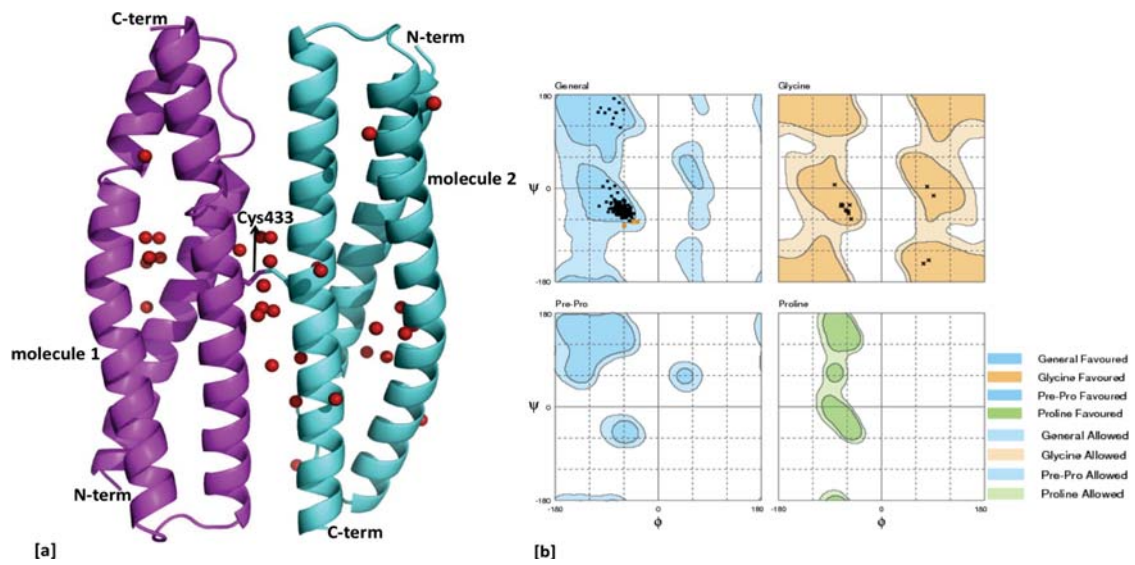 C-term
N-term
molecule 2
Cys433
molecule 1
N-term
C-term
[a]
General
Glycine
180
Ψ
0
-180
Pre-Pro
Proline
180
Ψ
0
-180
-180
0
180
-180
0
180
Φ
Φ
General Favoured
Glycine Favoured
Pre-Pro Favoured
Proline Favoured
General Allowed
Glycine Allowed
Pre-Pro Allowed
Proline Allowed
[b]